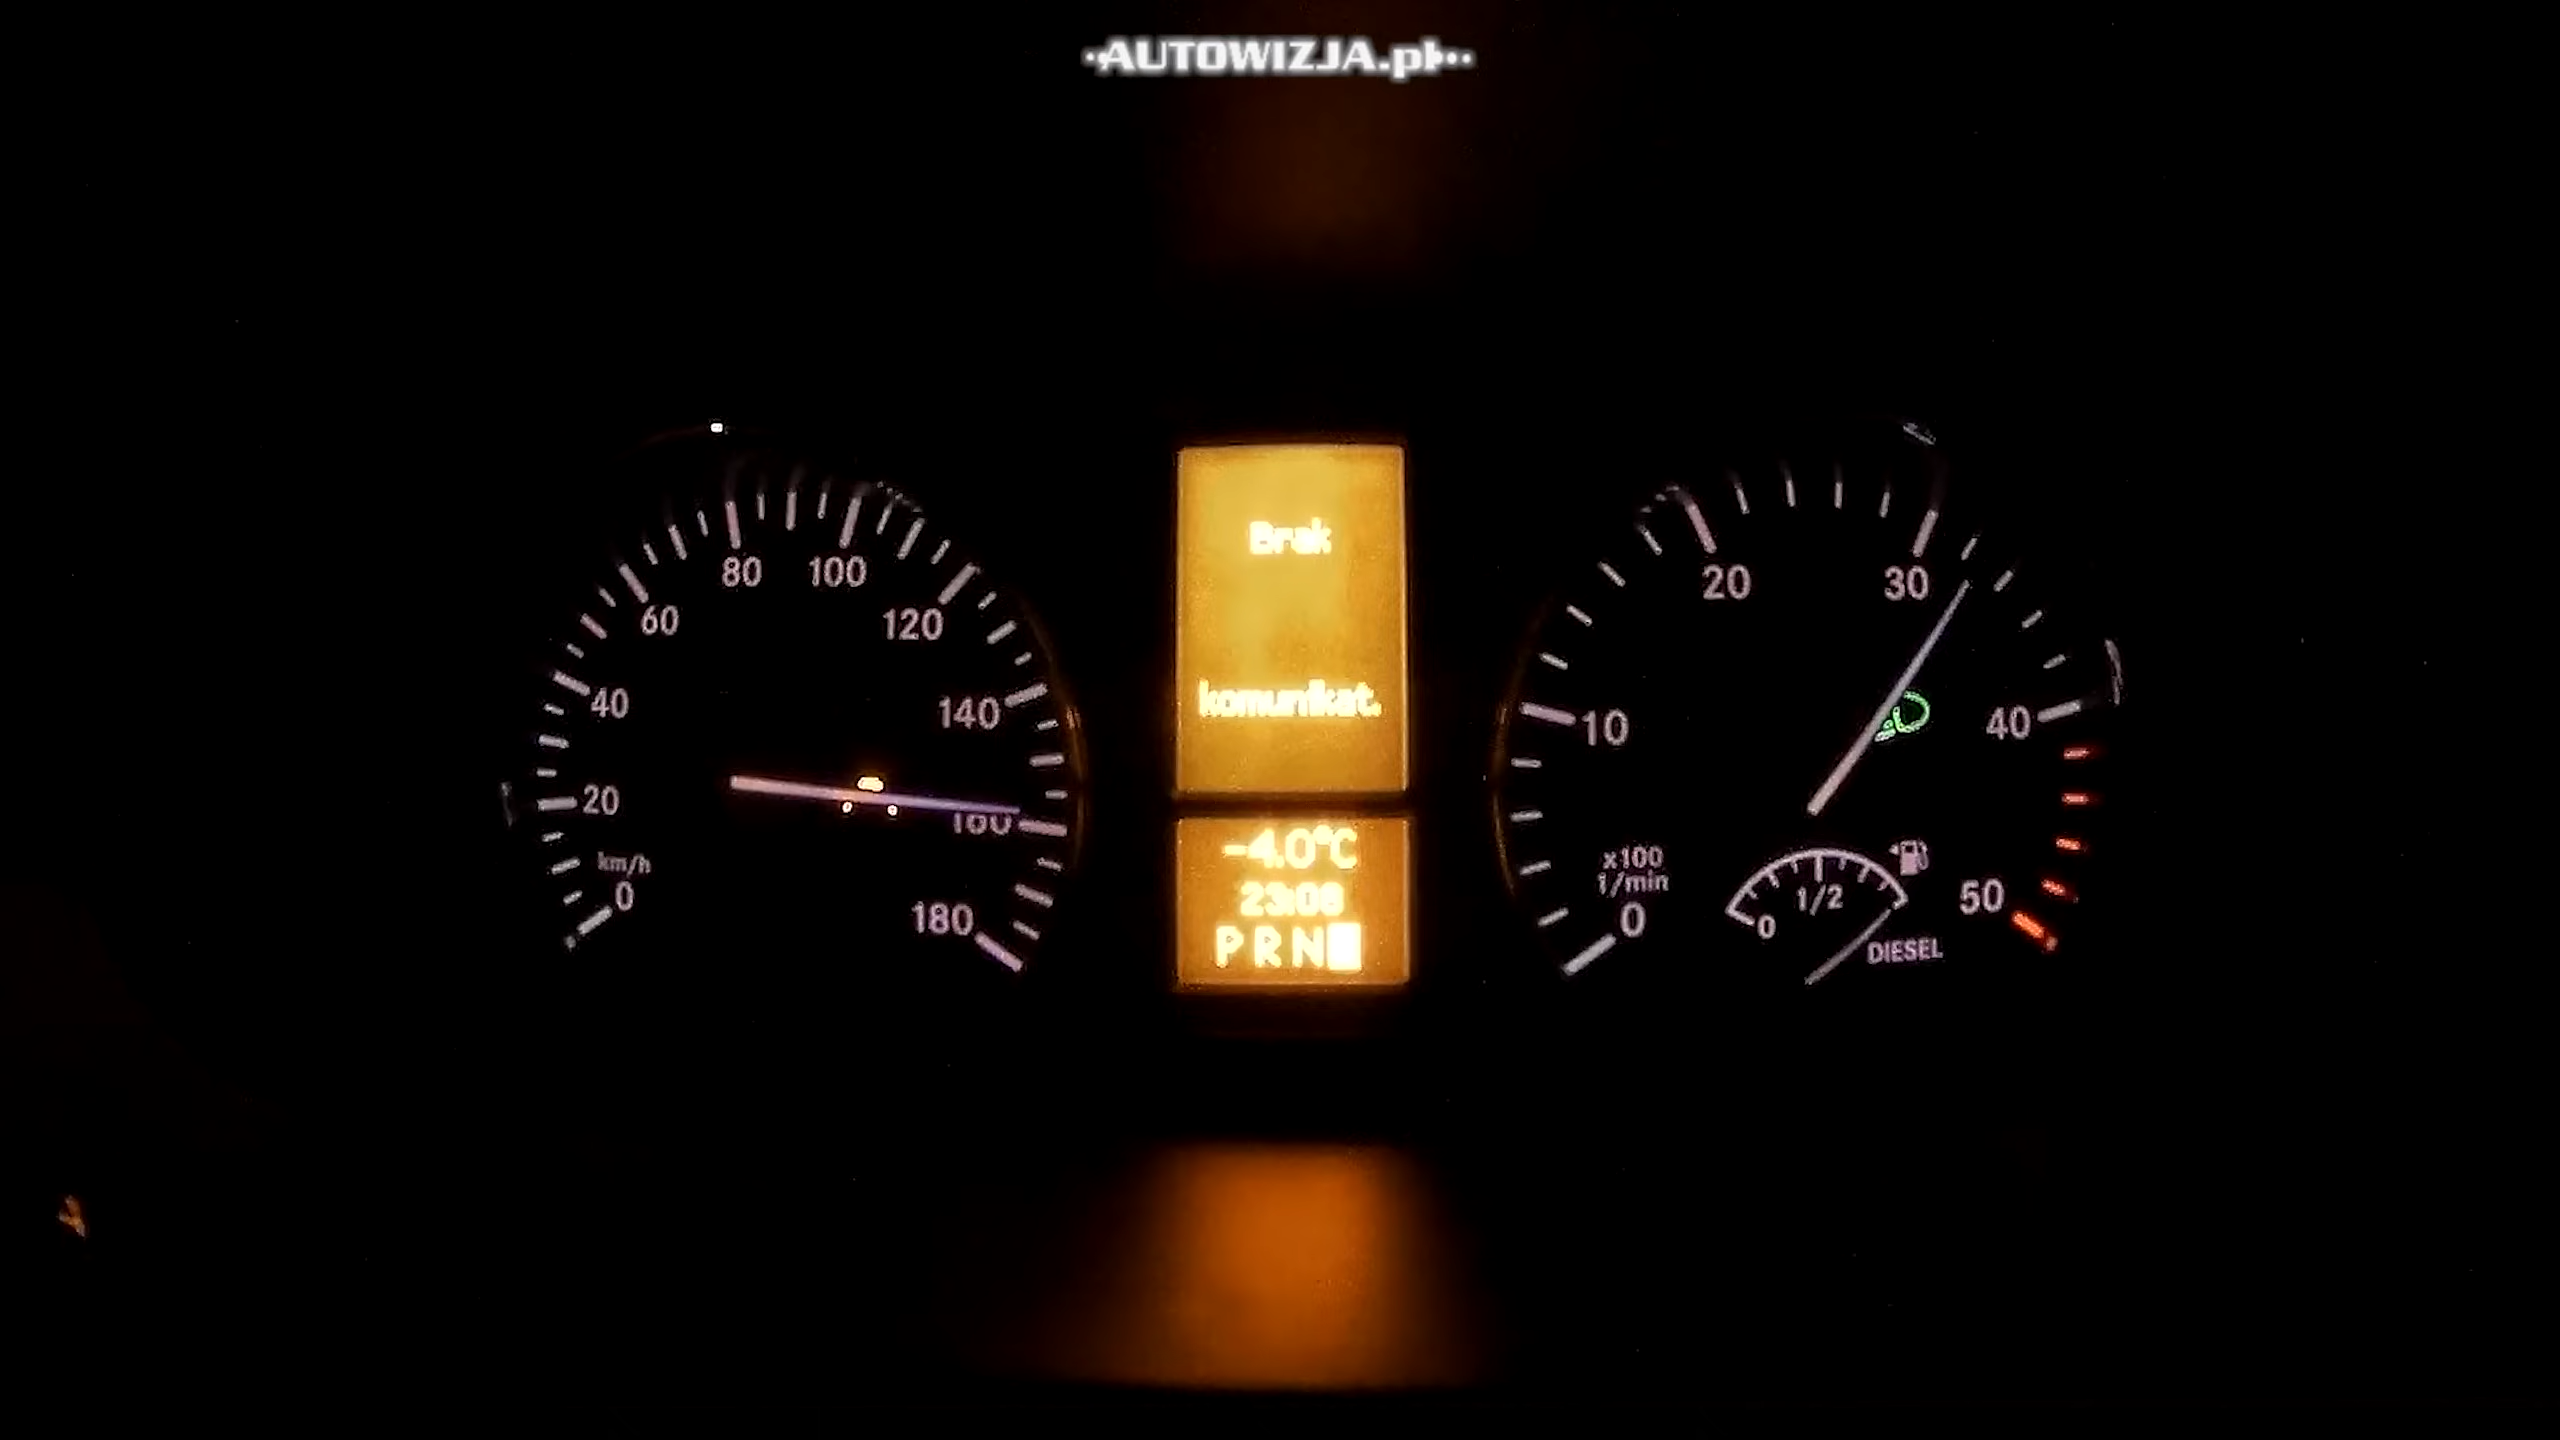 AUTOWIZJA.pl
80 100
60 120
40 140
20 160
km/h
0 180
Brak
komunikat.
-4.0°C
23:08
P R N
20 30
10 40
x100
1/min
0 50
0 1/2
DIESEL